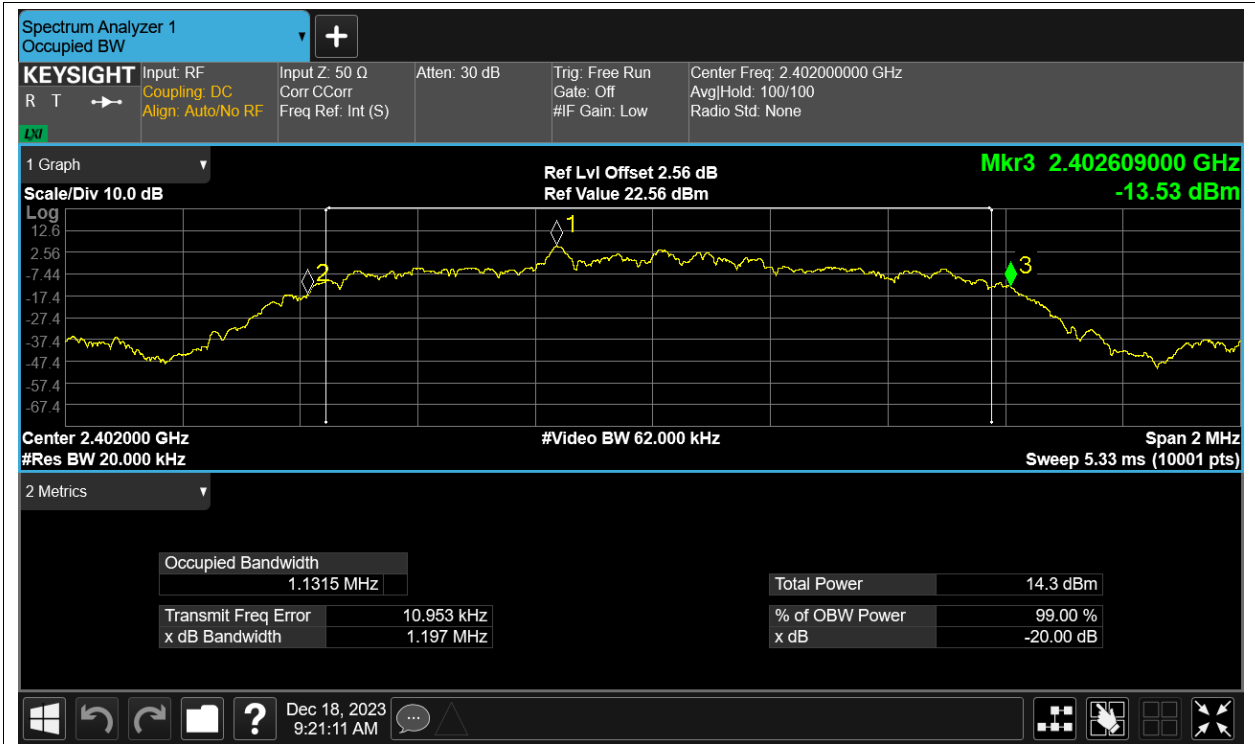 Spectrum Analyzer 1
Occupied BW
KEYSIGHT
R T
LXI
Input: RF
Coupling: DC
Align: Auto/No RF
Input Z: 50 Ω
Corr CCorr
Freq Ref: Int (S)
Atten: 30 dB
Trig: Free Run
Gate: Off
#IF Gain: Low
Center Freq: 2.402000000 GHz
Avg|Hold: 100/100
Radio Std: None
1 Graph
Scale/Div 10.0 dB
Ref Lvl Offset 2.56 dB
Ref Value 22.56 dBm
Mkr3 2.402609000 GHz
-13.53 dBm
Log
12.6
2.56
-7.44
-17.4
-27.4
-37.4
-47.4
-57.4
-67.4
1
2
3
Center 2.402000 GHz
#Video BW 62.000 kHz
Span 2 MHz
#Res BW 20.000 kHz
Sweep 5.33 ms (10001 pts)
2 Metrics
Occupied Bandwidth
1.1315 MHz
Total Power 14.3 dBm
Transmit Freq Error 10.953 kHz
% of OBW Power 99.00 %
x dB Bandwidth 1.197 MHz
x dB -20.00 dB
?
Dec 18, 2023
9:21:11 AM